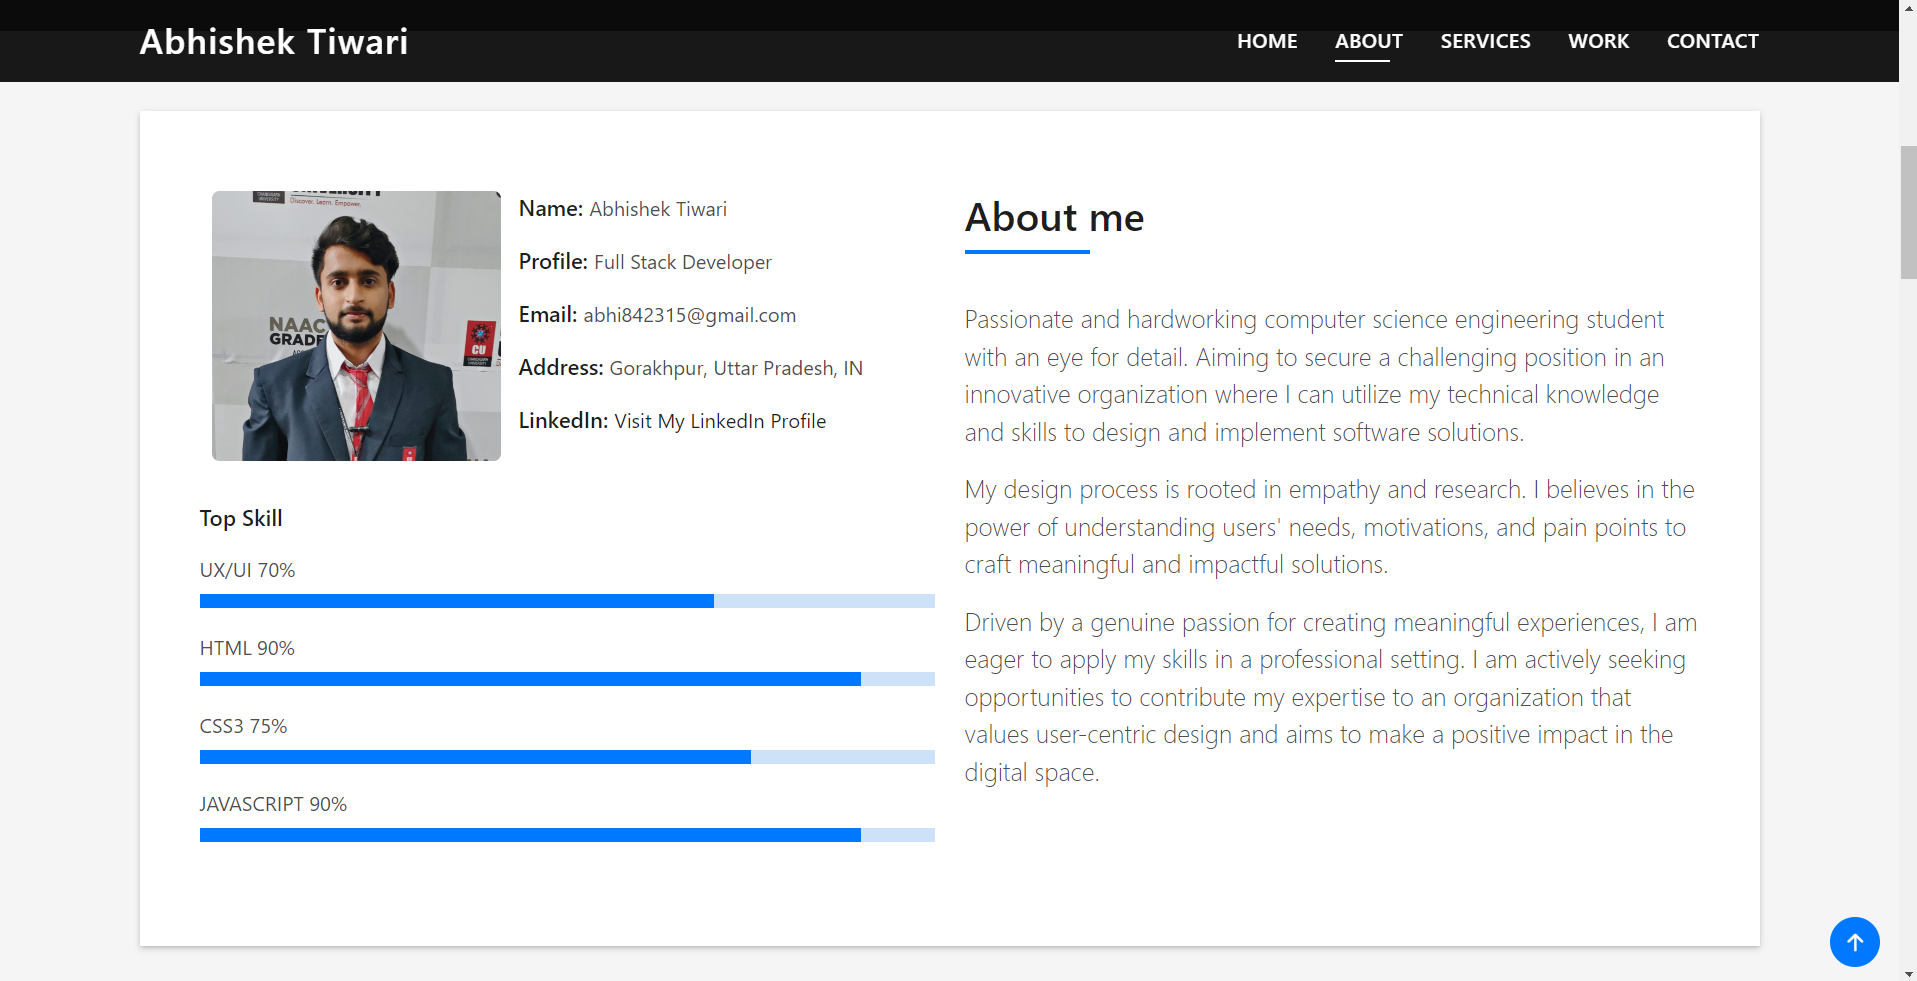 Abhishek Tiwari
HOME ABOUT SERVICES WORK CONTACT
Discover. Learn. Empower.
NAAC
GRADE
CU
Name: Abhishek Tiwari
Profile: Full Stack Developer
Email: abhi842315@gmail.com
Address: Gorakhpur, Uttar Pradesh, IN
LinkedIn: Visit My LinkedIn Profile
Top Skill
UX/UI 70%
HTML 90%
CSS3 75%
JAVASCRIPT 90%
About me
Passionate and hardworking computer science engineering student
with an eye for detail. Aiming to secure a challenging position in an
innovative organization where I can utilize my technical knowledge
and skills to design and implement software solutions.
My design process is rooted in empathy and research. I believes in the
power of understanding users' needs, motivations, and pain points to
craft meaningful and impactful solutions.
Driven by a genuine passion for creating meaningful experiences, I am
eager to apply my skills in a professional setting. I am actively seeking
opportunities to contribute my expertise to an organization that
values user-centric design and aims to make a positive impact in the
digital space.